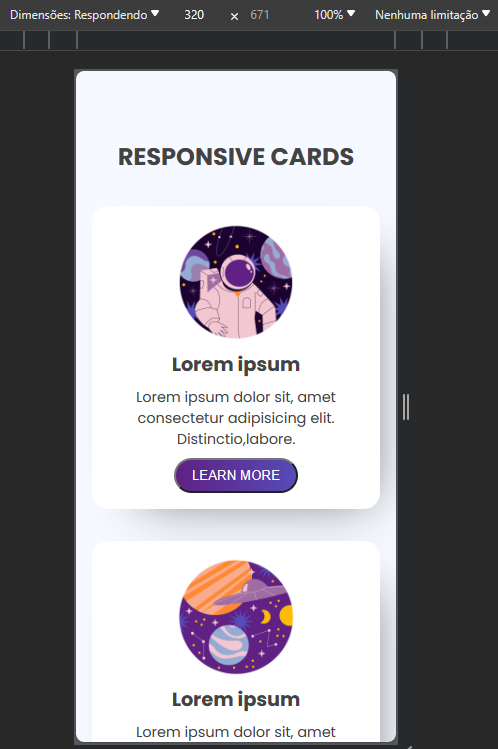 Dimensões: Respondendo 320 × 671 100% Nenhuma limitação
RESPONSIVE CARDS
Lorem ipsum
Lorem ipsum dolor sit, amet
consectetur adipisicing elit.
Distinctio,labore.
LEARN MORE
Lorem ipsum
Lorem ipsum dolor sit, amet